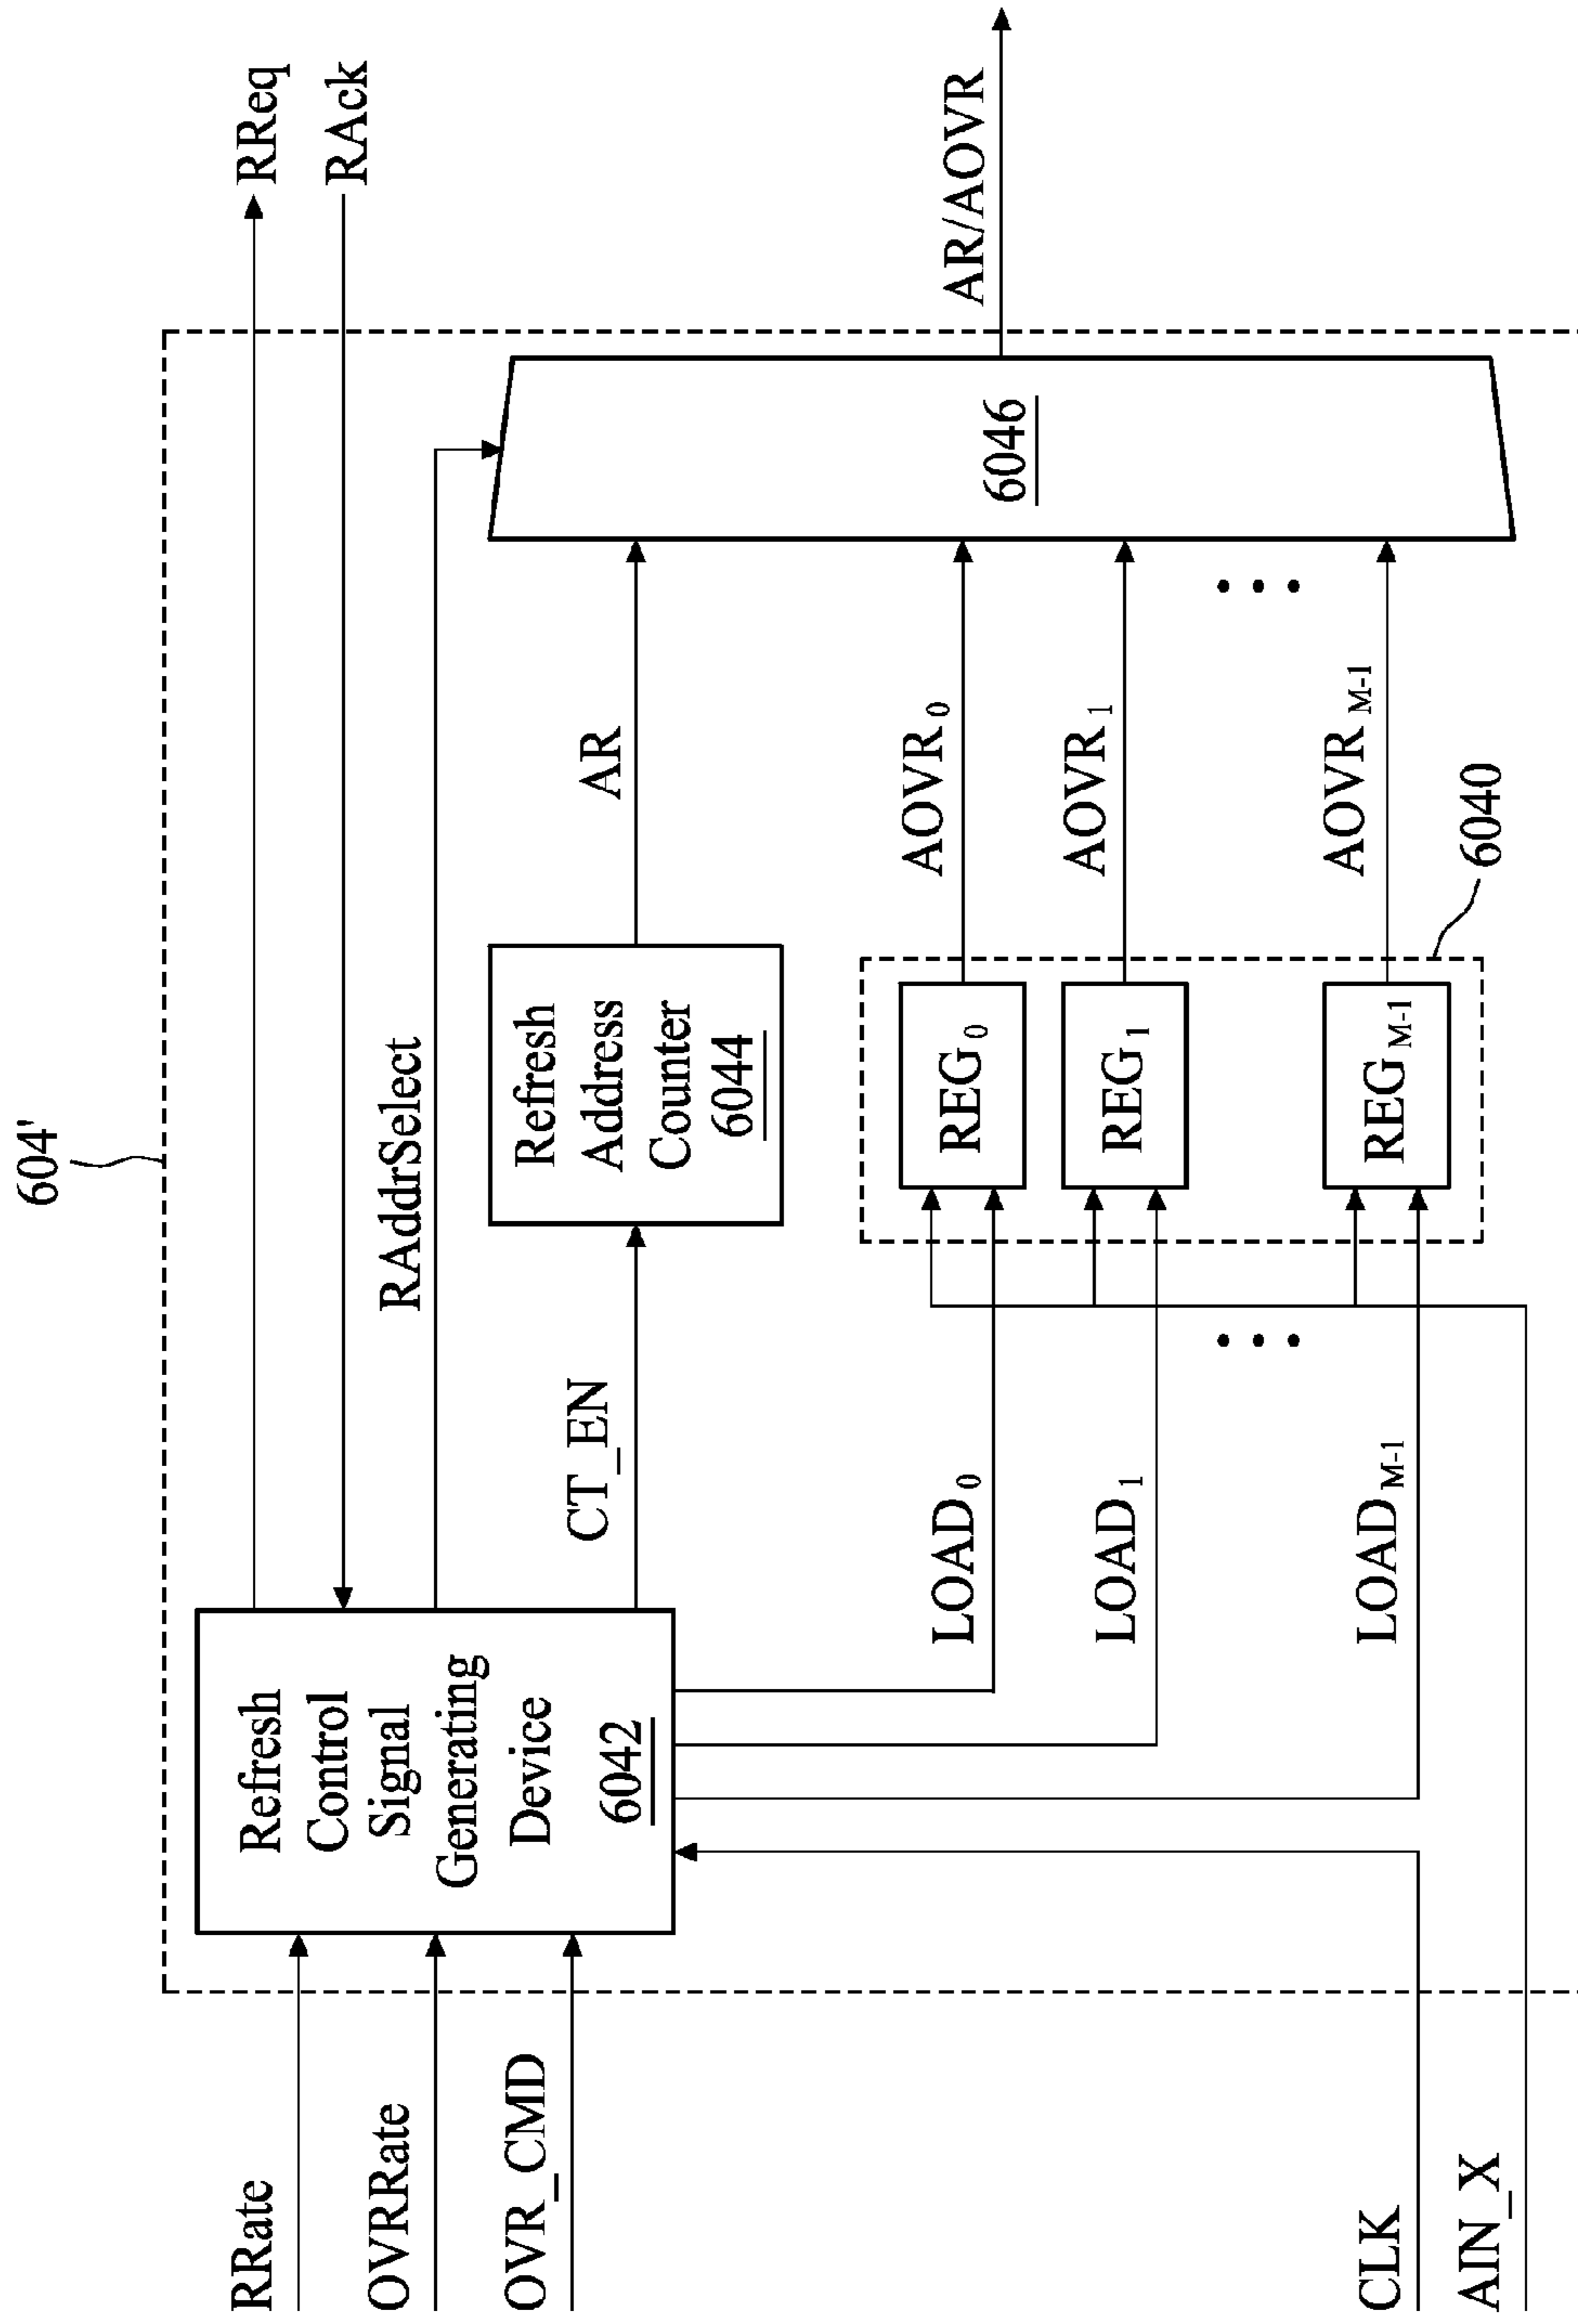 604'
RRate
OVRRate
OVR_CMD
CLK
AIN_X
Refresh
Control
Signal
Generating
Device
6042
RReq
RAck
RAddrSelect
CT_EN
Refresh
Address
Counter
6044
AR
LOAD0
LOAD1
LOADM-1
REG0
REG1
REGM-1
6040
AOVR0
AOVR1
AOVRM-1
6046
AR/AOVR